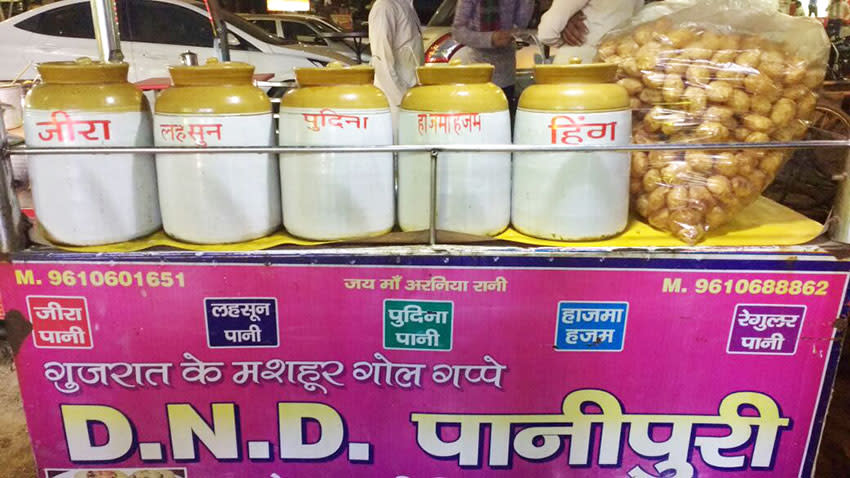 जीरा
लहसुन
पुदिना
हाजमा हजम
हिंग
M. 9610601651
जय माँ अरनिया रानी
M. 9610688862
जीरा
पानी
लहसून
पानी
पुदिना
पानी
हाजमा
हजम
रेगुलर
पानी
गुजरात के मशहूर गोल गप्पे
D.N.D. पानीपुरी